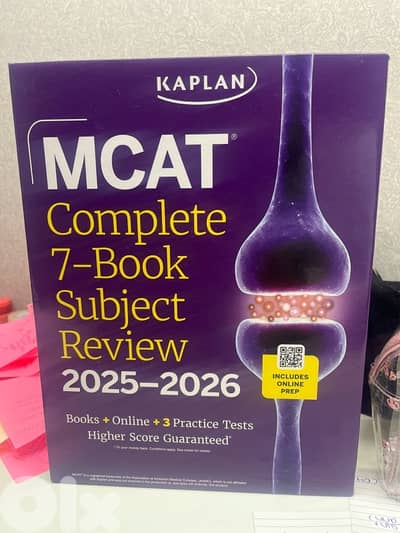 KAPLAN
MCAT®
Complete
7–Book
Subject
Review
2025–2026
INCLUDES
ONLINE
PREP
Books + Online + 3 Practice Tests
Higher Score Guaranteed*
olx